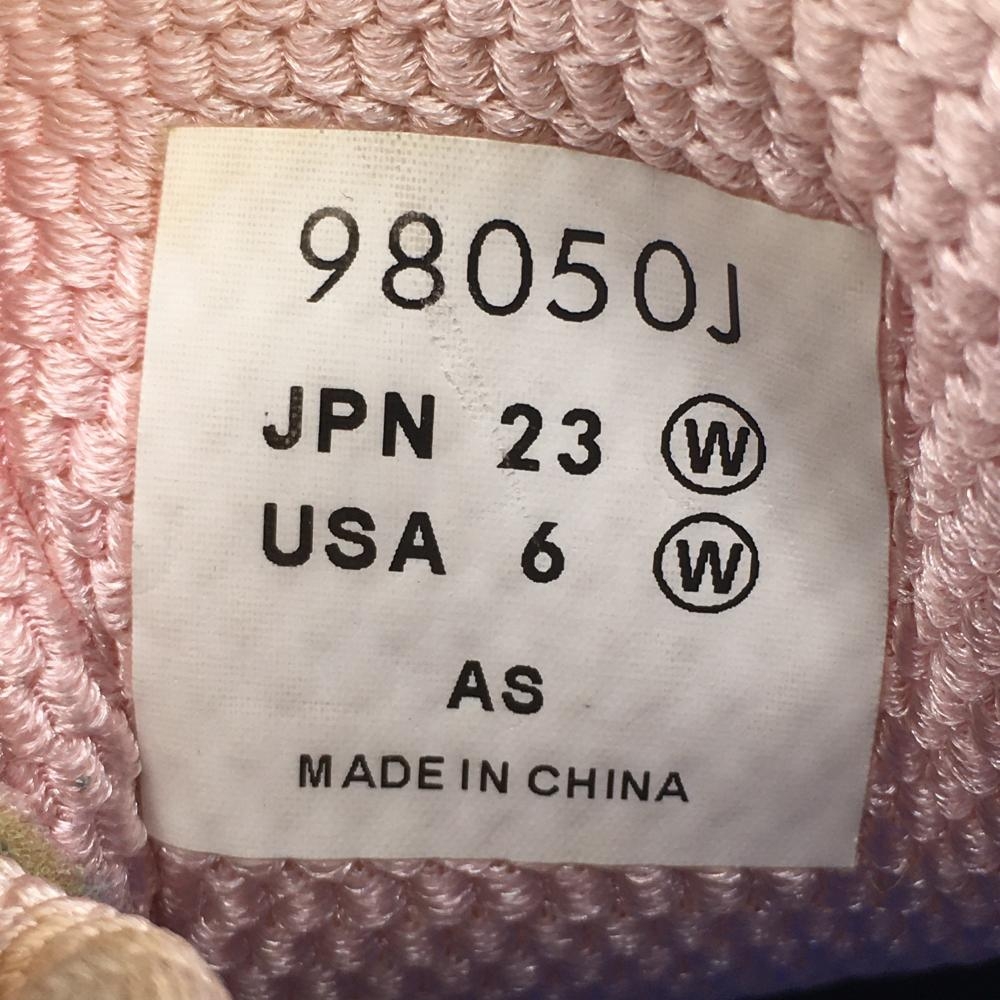 98050J
JPN 23 Ⓦ
USA 6 Ⓦ
AS
MADE IN CHINA